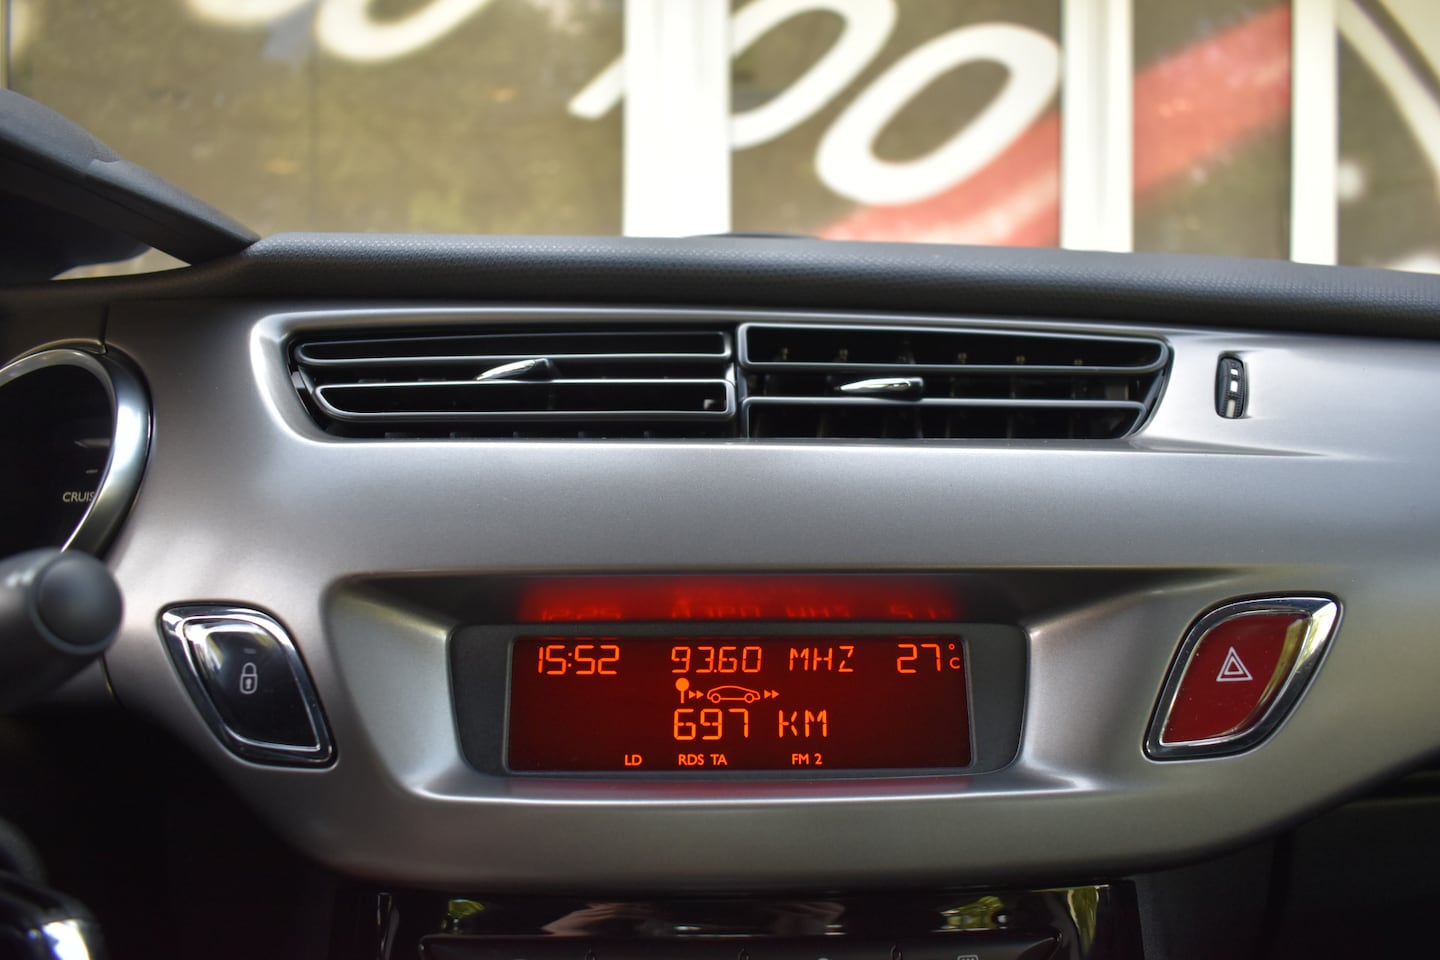 CRUIS
15:52 93.60 MHZ 27°C
697 KM
LD RDS TA FM 2